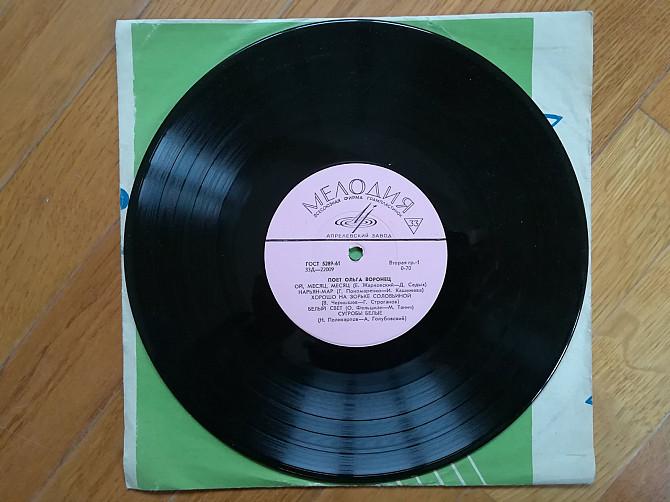 МЕЛОДИЯ
ВСЕСОЮЗНАЯ ФИРМА ГРАМПЛАСТИНОК
33
АПРЕЛЕВСКИЙ ЗАВОД
ГОСТ 5289-61 Вторая гр.-1
33Д—22009 0-70
ПОЕТ ОЛЬГА ВОРОНЕЦ
ОЙ, МЕСЯЦ, МЕСЯЦ (Е. Жарковский—Д. Седых)
НАРЬЯН-МАР (Г. Пономаренко—И. Кашежева)
ХОРОШО НА ЗОРЬКЕ СОЛОВЬИНОЙ
(В. Чернышев—Г. Строганов)
БЕЛЫЙ СВЕТ (О. Фельцман—М. Танич)
СУГРОБЫ БЕЛЫЕ
(Н. Поликарпов—А. Голубовский)